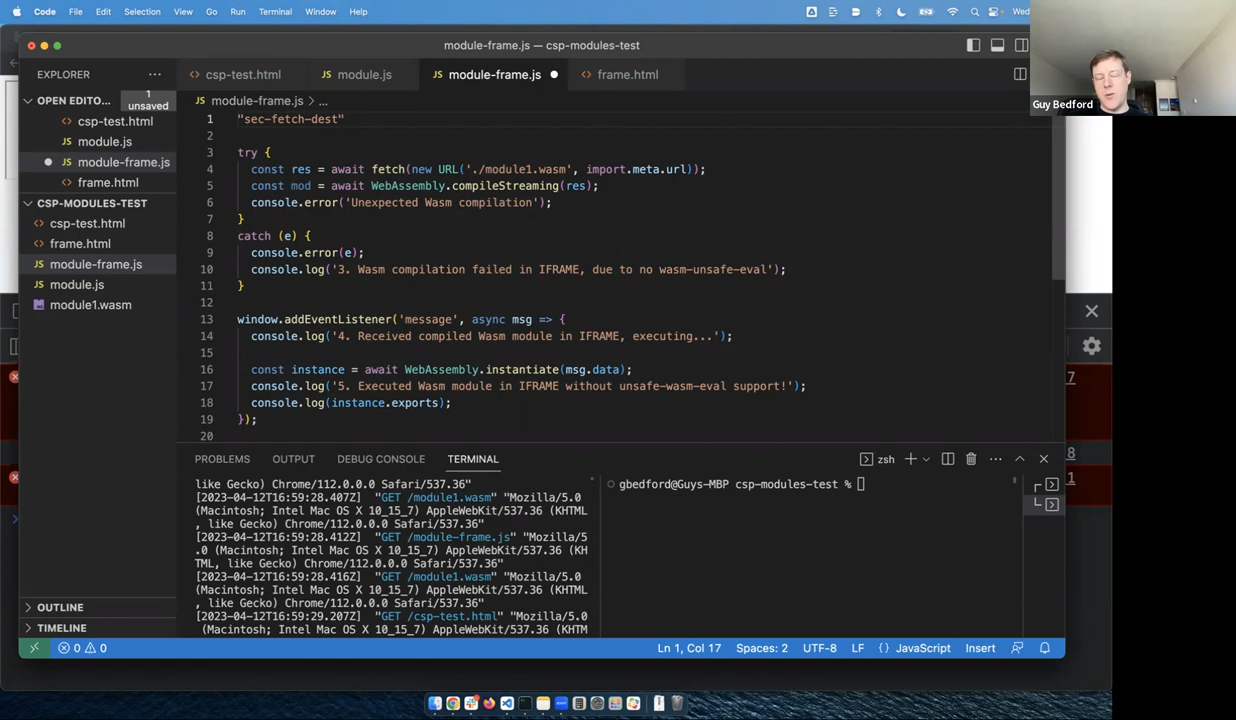 Code File Edit Selection View Go Run Terminal Window Help Wed
module-frame.js — csp-modules-test
EXPLORER ...
csp-test.html JS module.js JS module-frame.js frame.html
OPEN EDITO... 1 unsaved
csp-test.html
JS module.js
JS module-frame.js
frame.html
CSP-MODULES-TEST
csp-test.html
frame.html
JS module-frame.js
JS module.js
module1.wasm
OUTLINE
TIMELINE
JS module-frame.js > ...
1 "sec-fetch-dest"
2
3 try {
4 const res = await fetch(new URL('./module1.wasm', import.meta.url));
5 const mod = await WebAssembly.compileStreaming(res);
6 console.error('Unexpected Wasm compilation');
7 }
8 catch (e) {
9 console.error(e);
10 console.log('3. Wasm compilation failed in IFRAME, due to no wasm-unsafe-eval');
11 }
12
13 window.addEventListener('message', async msg => {
14 console.log('4. Received compiled Wasm module in IFRAME, executing...');
15
16 const instance = await WebAssembly.instantiate(msg.data);
17 console.log('5. Executed Wasm module in IFRAME without unsafe-wasm-eval support!');
18 console.log(instance.exports);
19 });
20
PROBLEMS OUTPUT DEBUG CONSOLE TERMINAL zsh
like Gecko) Chrome/112.0.0.0 Safari/537.36"
[2023-04-12T16:59:28.407Z] "GET /module1.wasm" "Mozilla/5.0
(Macintosh; Intel Mac OS X 10_15_7) AppleWebKit/537.36 (KHTML
, like Gecko) Chrome/112.0.0.0 Safari/537.36"
[2023-04-12T16:59:28.412Z] "GET /module-frame.js" "Mozilla/5
.0 (Macintosh; Intel Mac OS X 10_15_7) AppleWebKit/537.36 (KH
TML, like Gecko) Chrome/112.0.0.0 Safari/537.36"
[2023-04-12T16:59:28.416Z] "GET /module1.wasm" "Mozilla/5.0
(Macintosh; Intel Mac OS X 10_15_7) AppleWebKit/537.36 (KHTML
, like Gecko) Chrome/112.0.0.0 Safari/537.36"
[2023-04-12T16:59:29.207Z] "GET /csp-test.html" "Mozilla/5.0
(Macintosh; Intel Mac OS X 10_15_7) AppleWebKit/537.36 (KHTM
gbedford@Guys-MBP csp-modules-test %
0 0 Ln 1, Col 17 Spaces: 2 UTF-8 LF {} JavaScript Insert
Guy Bedford
7
8
1